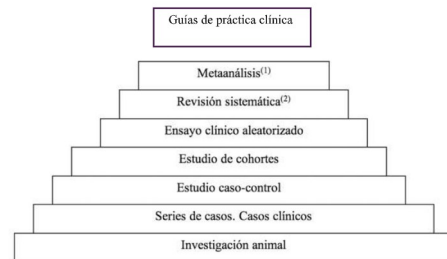 Guías de práctica clínica
Metaanálisis(1)
Revisión sistemática(2)
Ensayo clínico aleatorizado
Estudio de cohortes
Estudio caso-control
Series de casos. Casos clínicos
Investigación animal